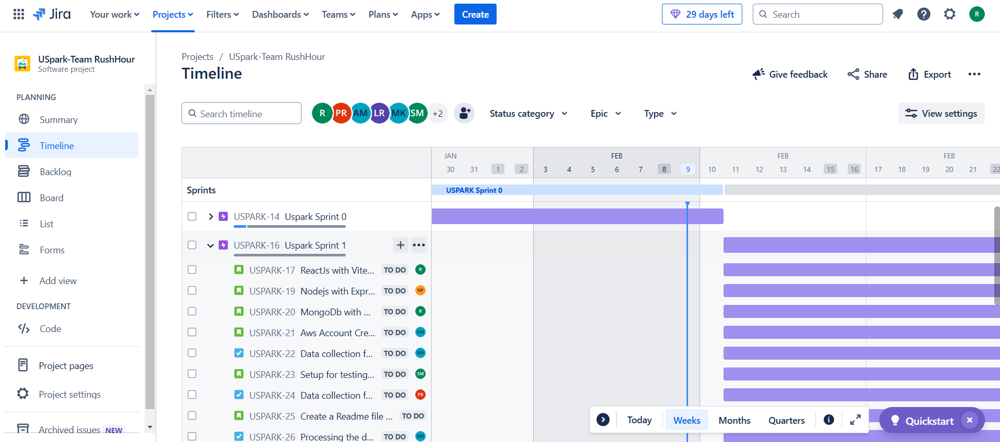 Jira Your work Projects Filters Dashboards Teams Plans Apps Create 29 days left Search R
USpark-Team RushHour
Software project
PLANNING
Summary
Timeline
Backlog
Board
List
Forms
Add view
DEVELOPMENT
Code
Project pages
Project settings
Archived issues NEW
Projects / USpark-Team RushHour
Timeline
Give feedback Share Export
Search timeline R PR AM LR MK SM +2 Status category Epic Type View settings
JAN FEB FEB FEB
30 31 1 2 3 4 5 6 7 8 9 10 11 12 13 14 15 16 17 18 19 20 21 22
Sprints USPARK Sprint 0
USPARK-14 Uspark Sprint 0
USPARK-16 Uspark Sprint 1
USPARK-17 ReactJs with Vite... TO DO R
USPARK-19 Nodejs with Expr... TO DO KP
USPARK-20 MongoDb with ... TO DO R
USPARK-21 Aws Account Cre... TO DO AM
USPARK-22 Data collection f... TO DO MK
USPARK-23 Setup for testing... TO DO SM
USPARK-24 Data collection f... TO DO PR
USPARK-25 Create a Readme file ... TO DO
USPARK-26 Processing the d... TO DO MK
Today Weeks Months Quarters Quickstart